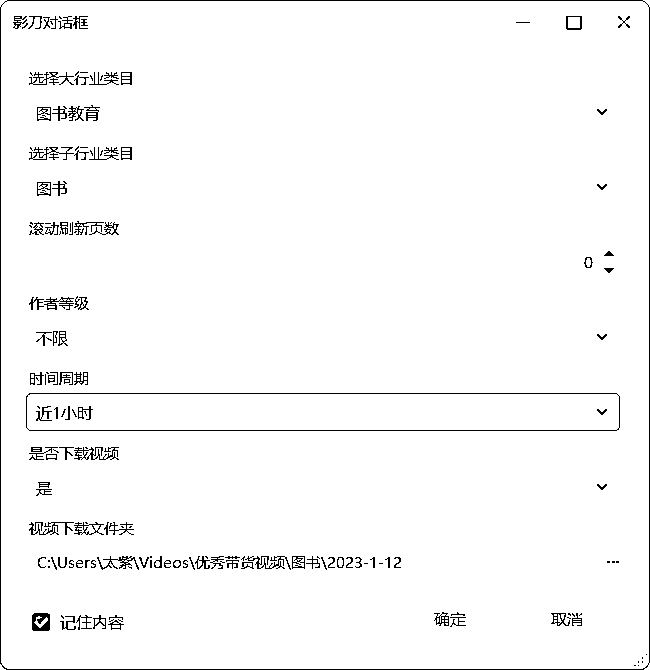 影刀对话框
选择大行业类目
图书教育
选择子行业类目
图书
滚动刷新页数
0
作者等级
不限
时间周期
近1小时
是否下载视频
是
视频下载文件夹
C:\Users\太紫\Videos\优秀带货视频\图书\2023-1-12 ...
记住内容 确定 取消